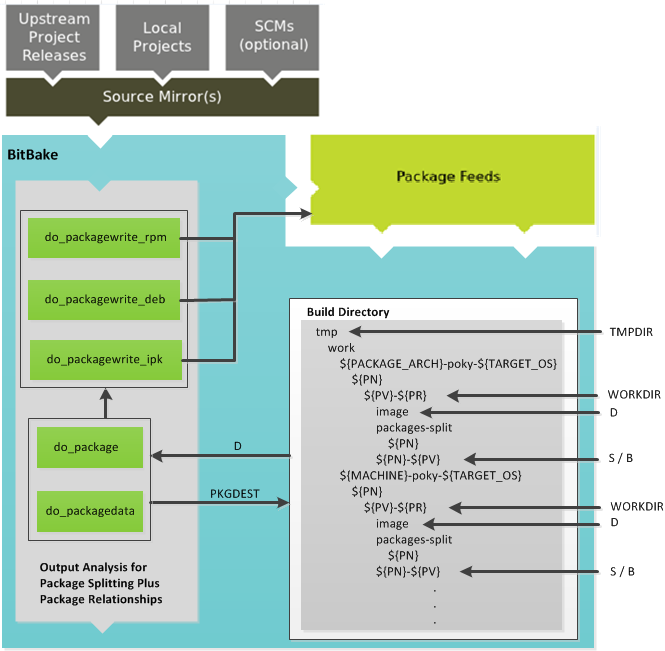 Upstream
Project
Releases
Local
Projects
SCMs
(optional)
Source Mirror(s)
BitBake
Package Feeds
do_packagewrite_rpm
do_packagewrite_deb
do_packagewrite_ipk
do_package
do_packagedata
Output Analysis for
Package Splitting Plus
Package Relationships
D
PKGDEST
Build Directory
tmp
TMPDIR
work
${PACKAGE_ARCH}-poky-${TARGET_OS}
${PN}
${PV}-${PR}
WORKDIR
image
D
packages-split
${PN}
${PN}-${PV}
S / B
${MACHINE}-poky-${TARGET_OS}
${PN}
${PV}-${PR}
WORKDIR
image
D
packages-split
${PN}
${PN}-${PV}
S / B
.
.
.